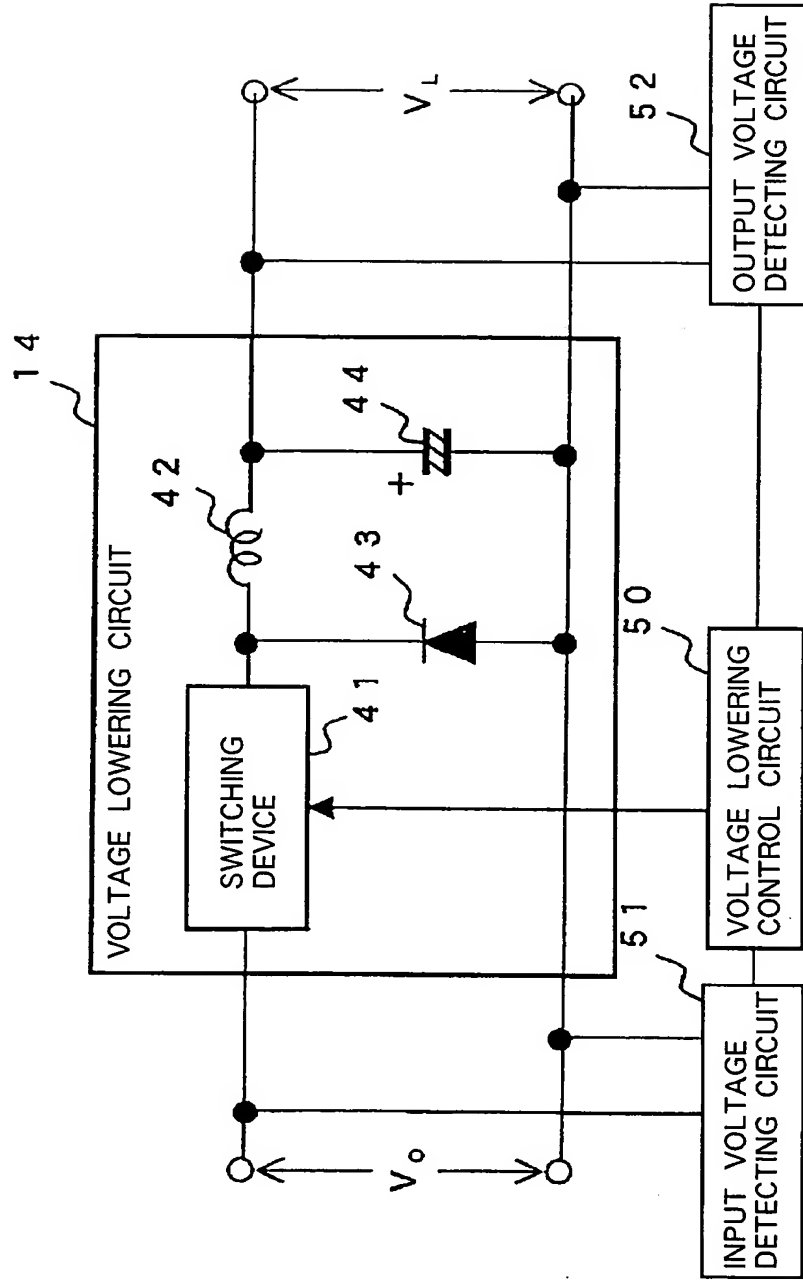 14
VOLTAGE LOWERING CIRCUIT
42
SWITCHING
DEVICE
41
43
+
44
Vo
VL
51
50
52
INPUT VOLTAGE
DETECTING CIRCUIT
VOLTAGE LOWERING
CONTROL CIRCUIT
OUTPUT VOLTAGE
DETECTING CIRCUIT